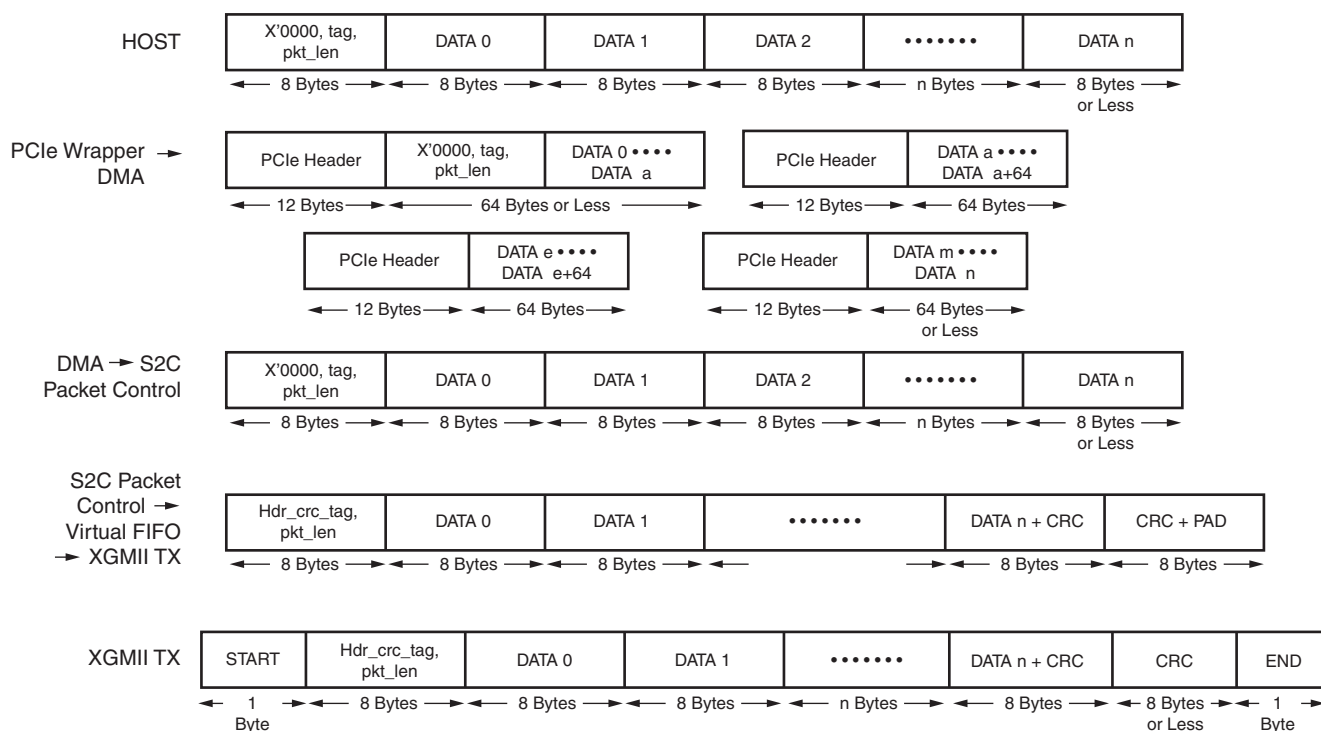 HOST
X'0000, tag,
pkt_len
DATA 0
DATA 1
DATA 2
•••••••
DATA n
8 Bytes
8 Bytes
8 Bytes
8 Bytes
n Bytes
8 Bytes
or Less
PCIe Wrapper →
DMA
PCIe Header
X'0000, tag,
pkt_len
DATA 0 ••••
DATA a
PCIe Header
DATA a ••••
DATA a+64
12 Bytes
64 Bytes or Less
12 Bytes
64 Bytes
PCIe Header
DATA e ••••
DATA e+64
PCIe Header
DATA m ••••
DATA n
12 Bytes
64 Bytes
12 Bytes
64 Bytes
or Less
DMA → S2C
Packet Control
X'0000, tag,
pkt_len
DATA 0
DATA 1
DATA 2
•••••••
DATA n
8 Bytes
8 Bytes
8 Bytes
8 Bytes
n Bytes
8 Bytes
or Less
S2C Packet
Control →
Virtual FIFO
→ XGMII TX
Hdr_crc_tag,
pkt_len
DATA 0
DATA 1
•••••••
DATA n + CRC
CRC + PAD
8 Bytes
8 Bytes
8 Bytes
8 Bytes
8 Bytes
XGMII TX
START
Hdr_crc_tag,
pkt_len
DATA 0
DATA 1
•••••••
DATA n + CRC
CRC
END
1
Byte
8 Bytes
8 Bytes
8 Bytes
n Bytes
8 Bytes
8 Bytes
or Less
1
Byte